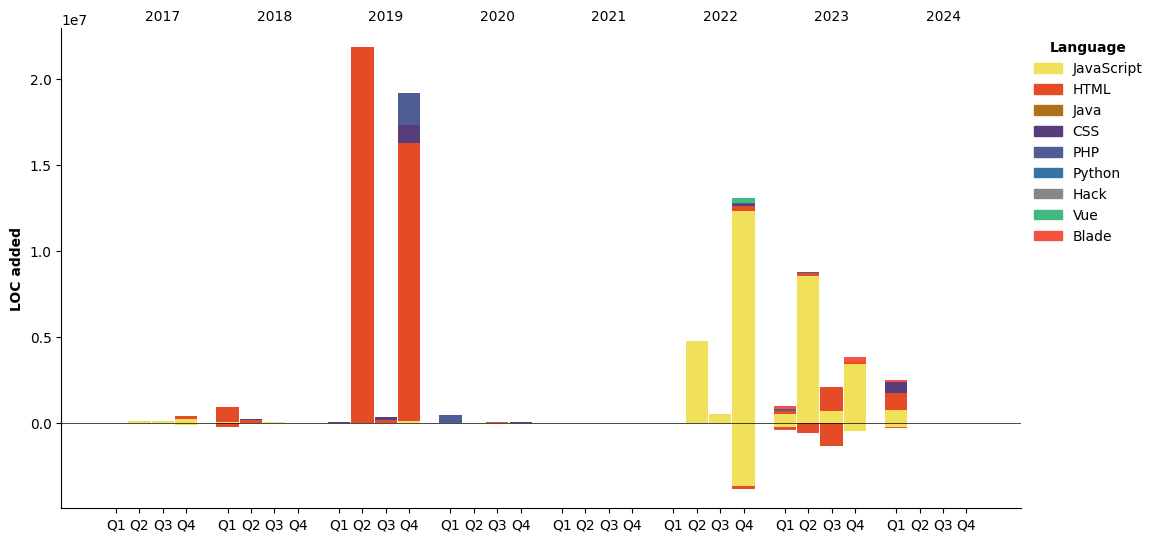 2017 2018 2019 2020 2021 2022 2023 2024
1e7
Language
JavaScript
HTML
Java
CSS
PHP
Python
Hack
Vue
Blade
LOC added
2.0
1.5
1.0
0.5
0.0
Q1 Q2 Q3 Q4 Q1 Q2 Q3 Q4 Q1 Q2 Q3 Q4 Q1 Q2 Q3 Q4 Q1 Q2 Q3 Q4 Q1 Q2 Q3 Q4 Q1 Q2 Q3 Q4 Q1 Q2 Q3 Q4